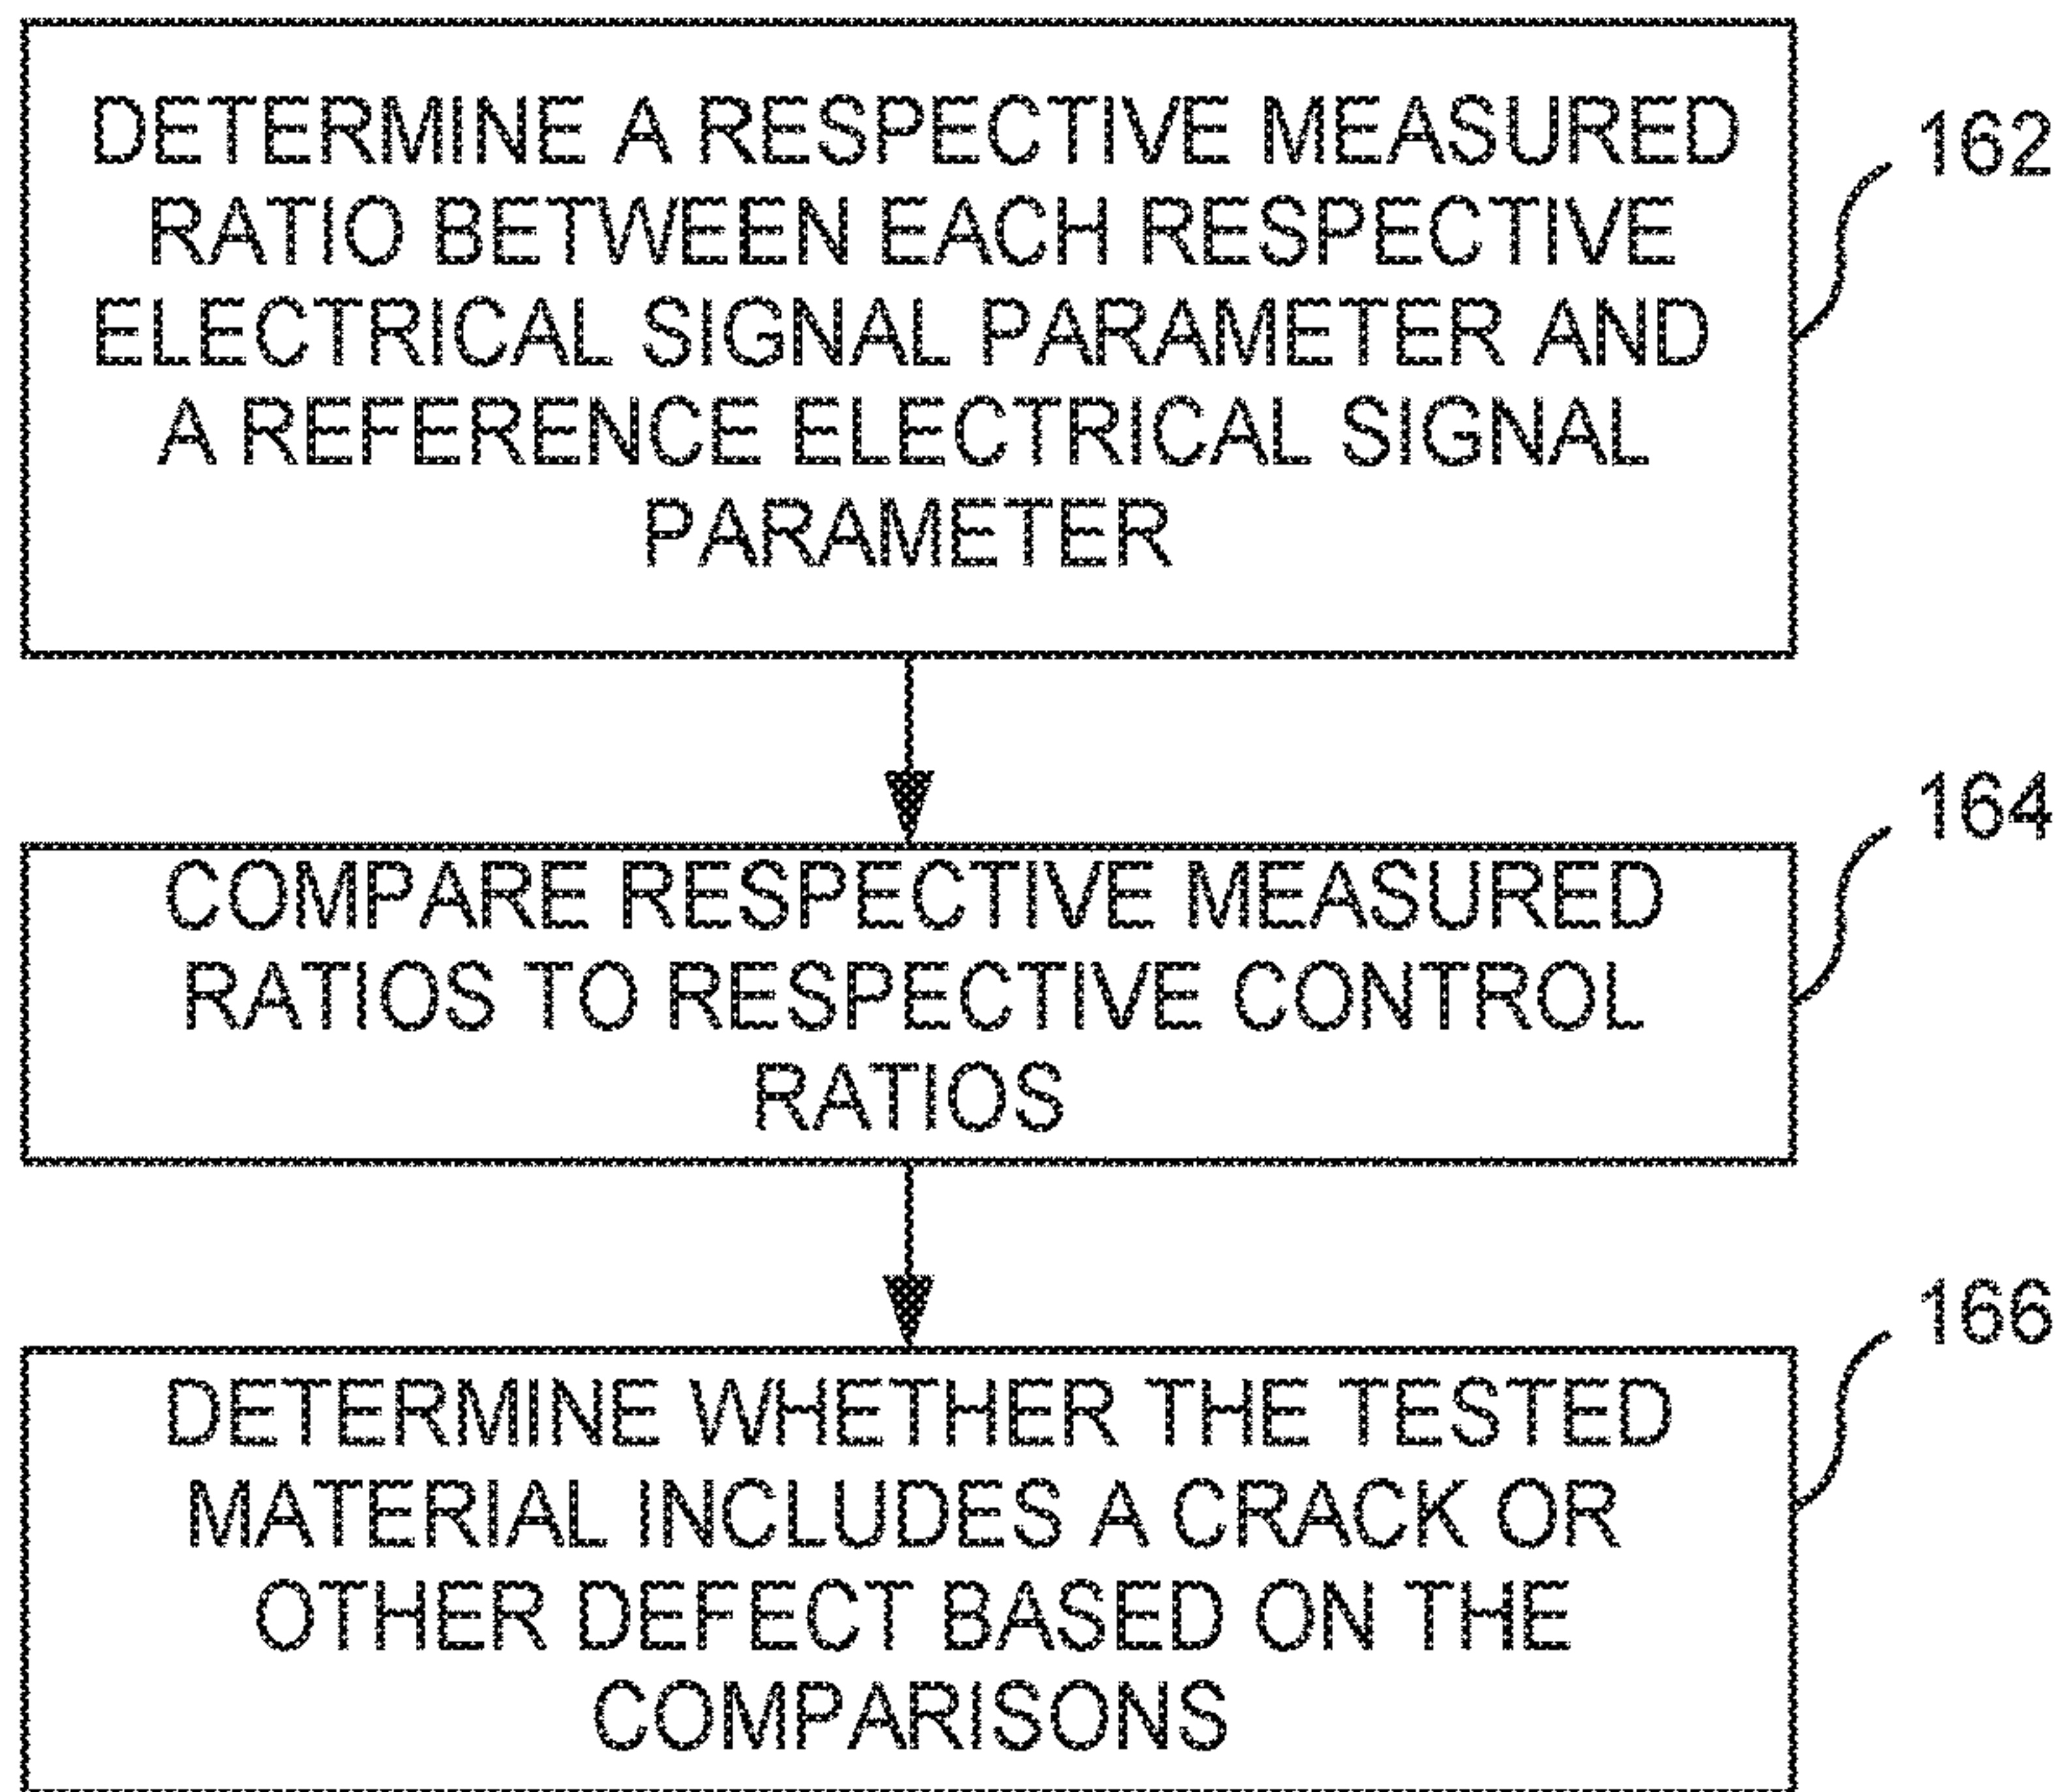 DETERMINE A RESPECTIVE MEASURED
RATIO BETWEEN EACH RESPECTIVE
ELECTRICAL SIGNAL PARAMETER AND
A REFERENCE ELECTRICAL SIGNAL
PARAMETER
162
COMPARE RESPECTIVE MEASURED
RATIOS TO RESPECTIVE CONTROL
RATIOS
164
DETERMINE WHETHER THE TESTED
MATERIAL INCLUDES A CRACK OR
OTHER DEFECT BASED ON THE
COMPARISONS
166